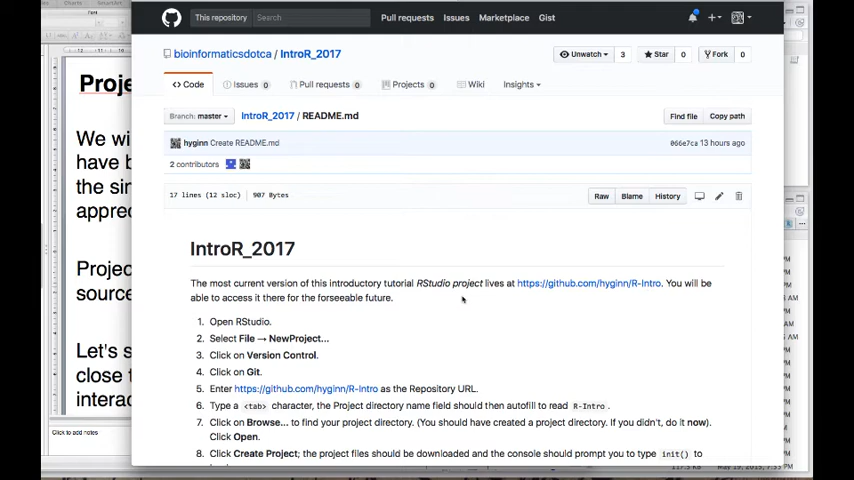 This repository Search Pull requests Issues Marketplace Gist
bioinformaticsdotca / IntroR_2017 Unwatch 3 Star 0 Fork 0
Code Issues 0 Pull requests 0 Projects 0 Wiki Insights
Branch: master IntroR_2017 / README.md Find file Copy path
hyginn Create README.md 066e7ca 13 hours ago
2 contributors
17 lines (12 sloc) 907 Bytes Raw Blame History
IntroR_2017
The most current version of this introductory tutorial RStudio project lives at https://github.com/hyginn/R-Intro. You will be
able to access it there for the forseeable future.
1. Open RStudio.
2. Select File → NewProject...
3. Click on Version Control.
4. Click on Git.
5. Enter https://github.com/hyginn/R-Intro as the Repository URL.
6. Type a <tab> character, the Project directory name field should then autofill to read R-Intro .
7. Click on Browse... to find your project directory. (You should have created a project directory. If you didn't, do it now).
Click Open.
8. Click Create Project; the project files should be downloaded and the console should prompt you to type init() to
Proje
We wi
have b
the sir
appre
Projec
source
Let's s
close t
interac
Click to add notes